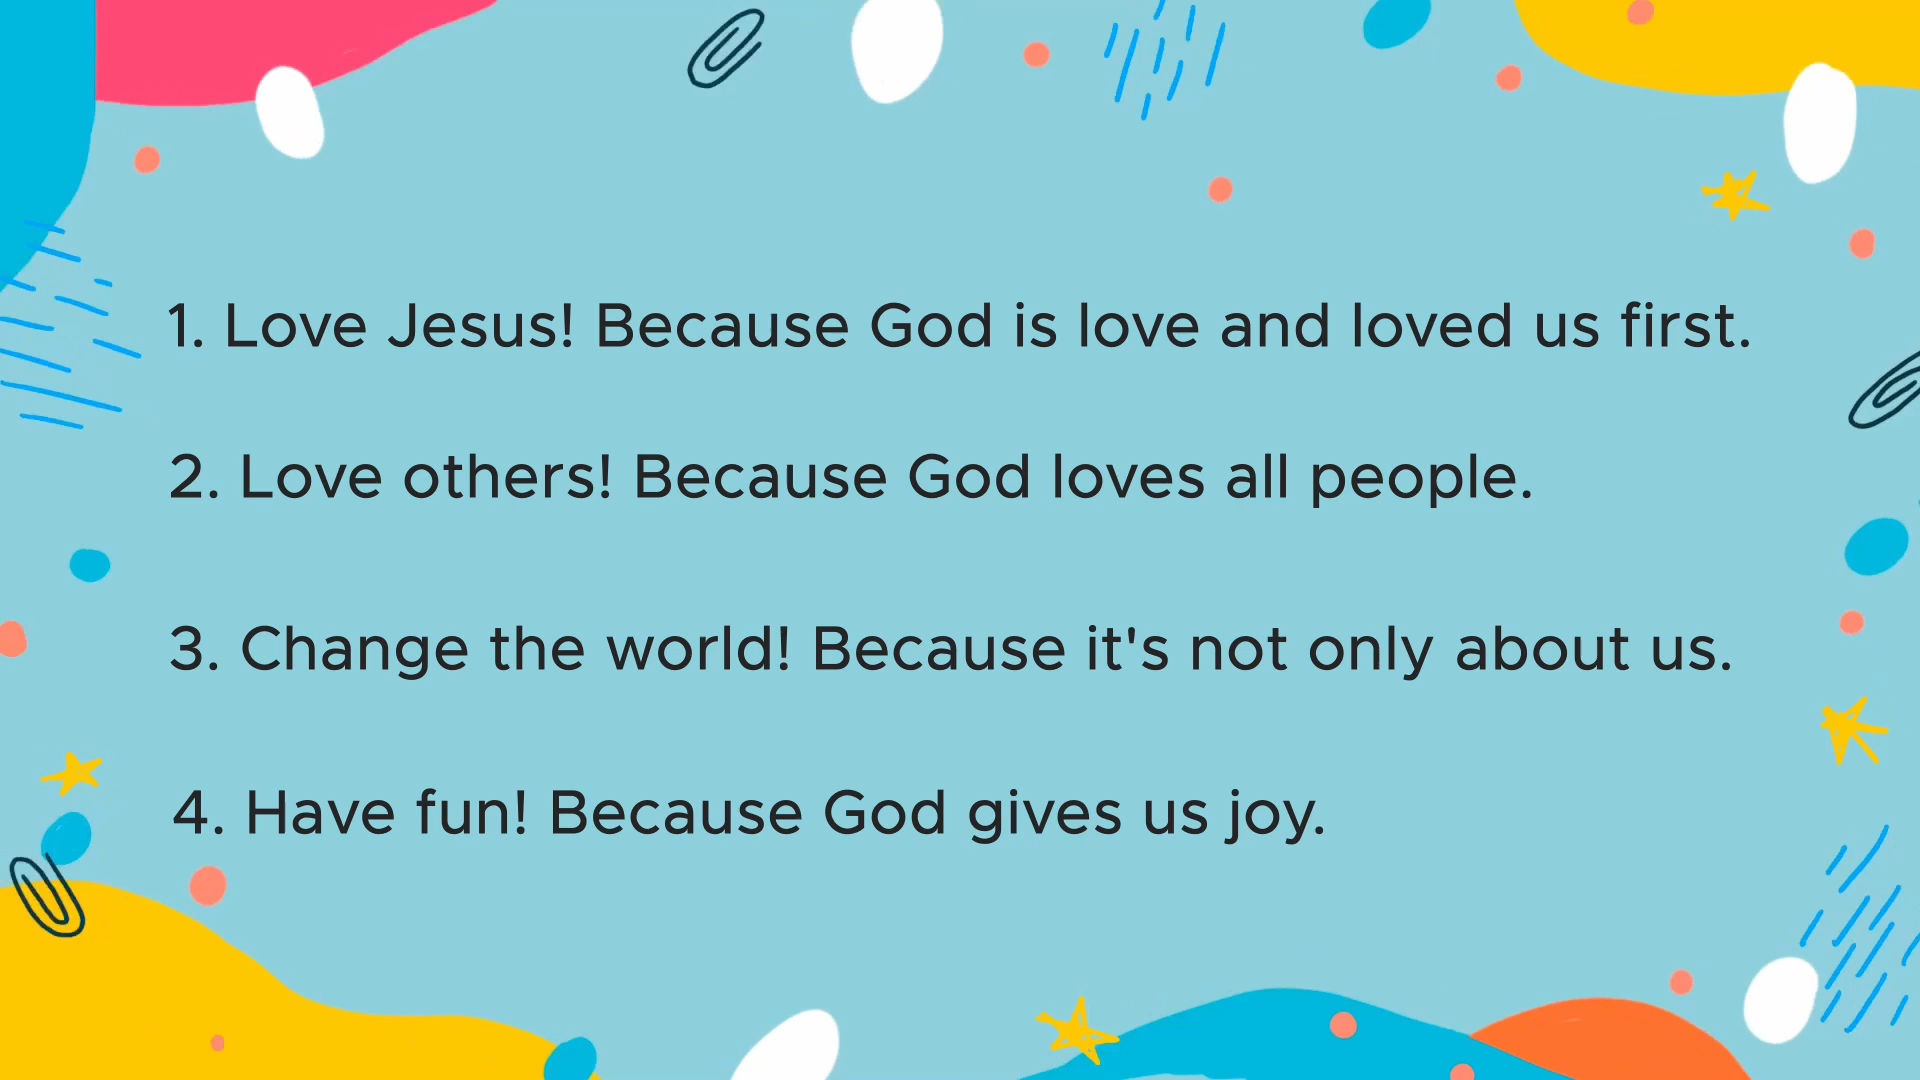 1. Love Jesus! Because God is love and loved us first.
2. Love others! Because God loves all people.
3. Change the world! Because it's not only about us.
4. Have fun! Because God gives us joy.